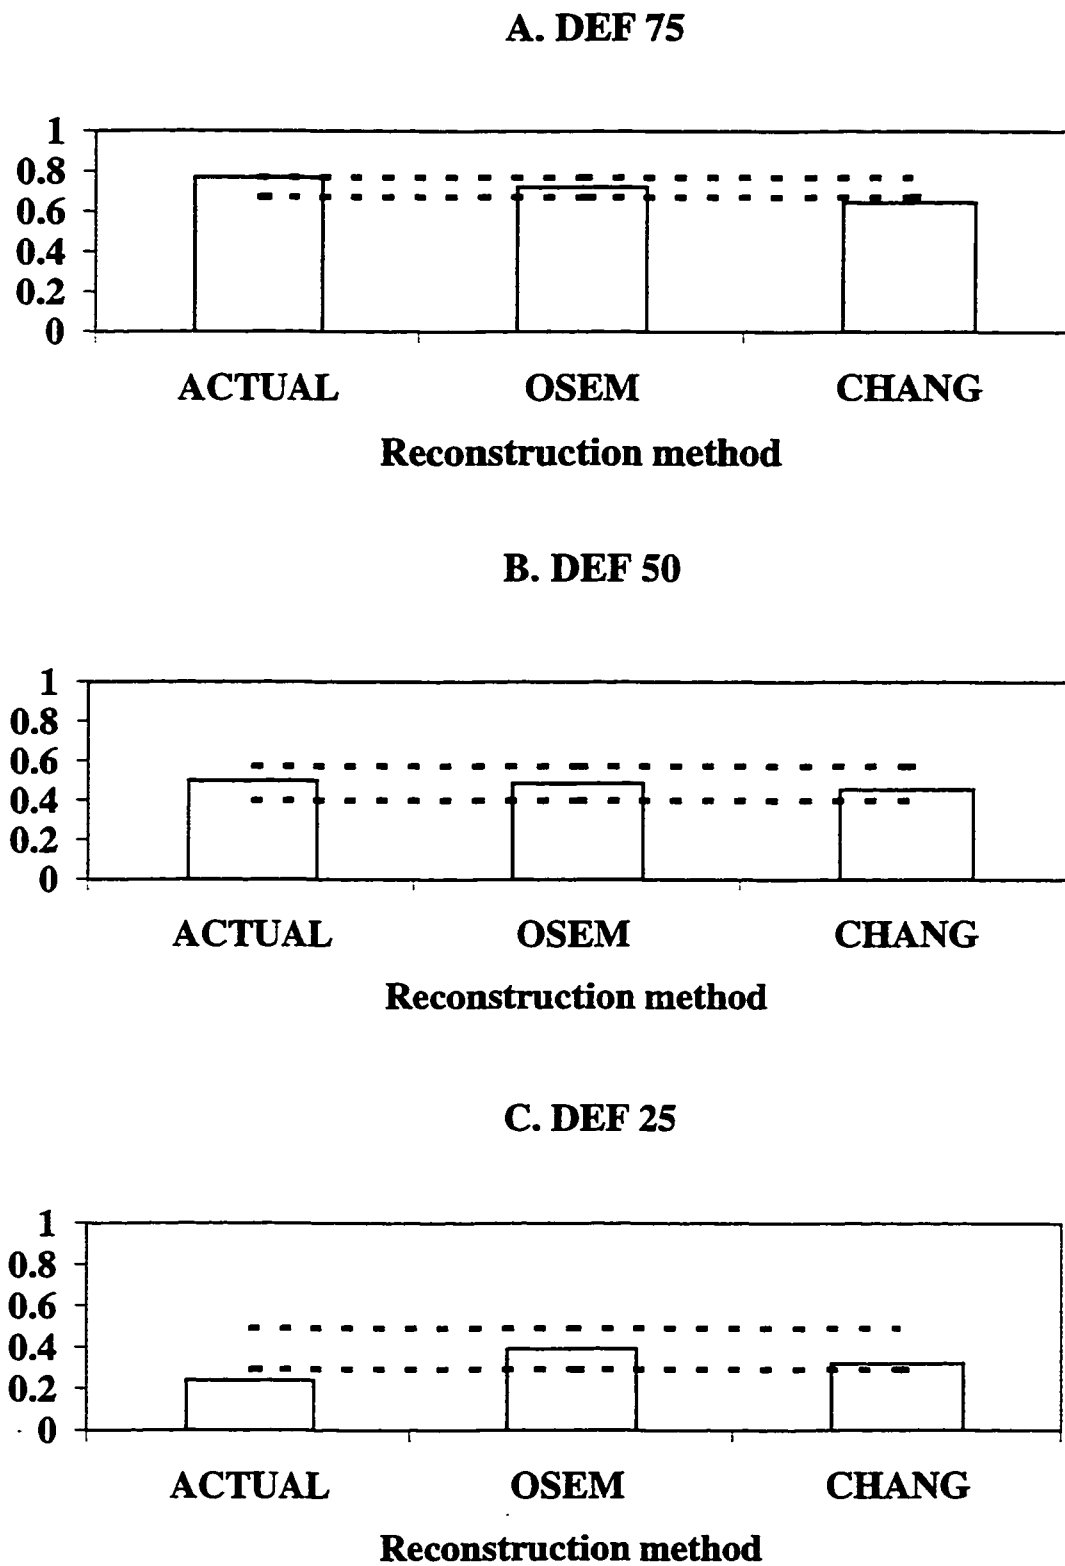 A. DEF 75
1
0.8
0.6
0.4
0.2
0
ACTUAL OSEM CHANG
Reconstruction method
B. DEF 50
1
0.8
0.6
0.4
0.2
0
ACTUAL OSEM CHANG
Reconstruction method
C. DEF 25
1
0.8
0.6
0.4
0.2
0
ACTUAL OSEM CHANG
Reconstruction method